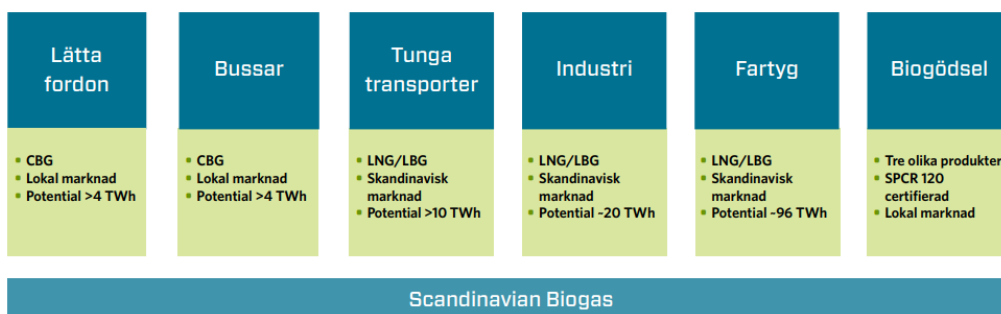 Lätta
fordon
CBG
Lokal marknad
Potential >4 TWh
Bussar
CBG
Lokal marknad
Potential >4 TWh
Tunga
transporter
LNG/LBG
Skandinavisk
marknad
Potential >10 TWh
Industri
LNG/LBG
Skandinavisk
marknad
Potential ~20 TWh
Fartyg
LNG/LBG
Skandinavisk
marknad
Potential ~96 TWh
Biogödsel
Tre olika produkter
SPCR 120
certifierad
Lokal marknad
Scandinavian Biogas